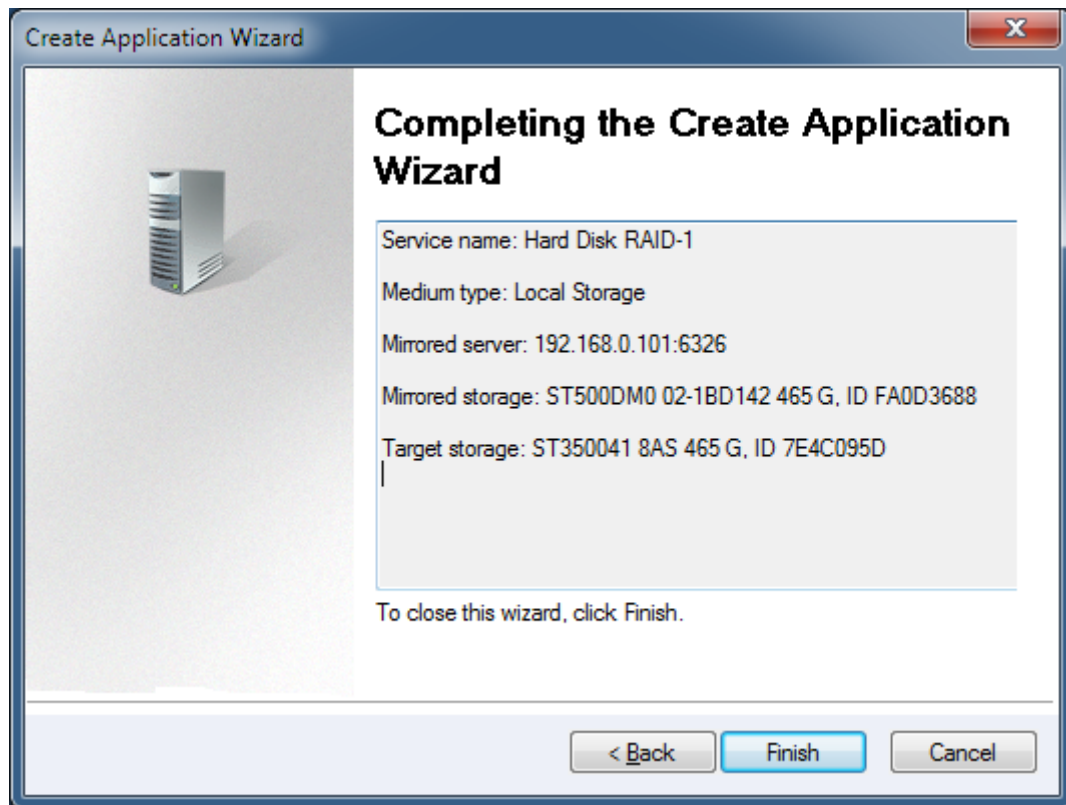 Create Application Wizard
Completing the Create Application
Wizard
Service name: Hard Disk RAID-1
Medium type: Local Storage
Mirrored server: 192.168.0.101:6326
Mirrored storage: ST500DM0 02-1BD142 465 G, ID FA0D3688
Target storage: ST350041 8AS 465 G, ID 7E4C095D
To close this wizard, click Finish.
< Back
Finish
Cancel